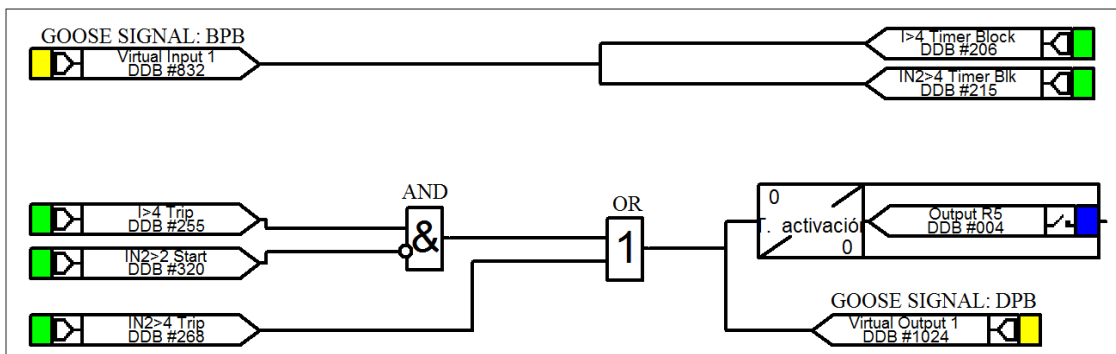 GOOSE SIGNAL: BPB
Virtual Input 1
DDB #832
I>4 Timer Block
DDB #206
IN2>4 Timer Blk
DDB #215
I>4 Trip
DDB #255
IN2>2 Start
DDB #320
IN2>4 Trip
DDB #268
AND
&
OR
1
0
T. activación
0
Output R5
DDB #004
GOOSE SIGNAL: DPB
Virtual Output 1
DDB #1024